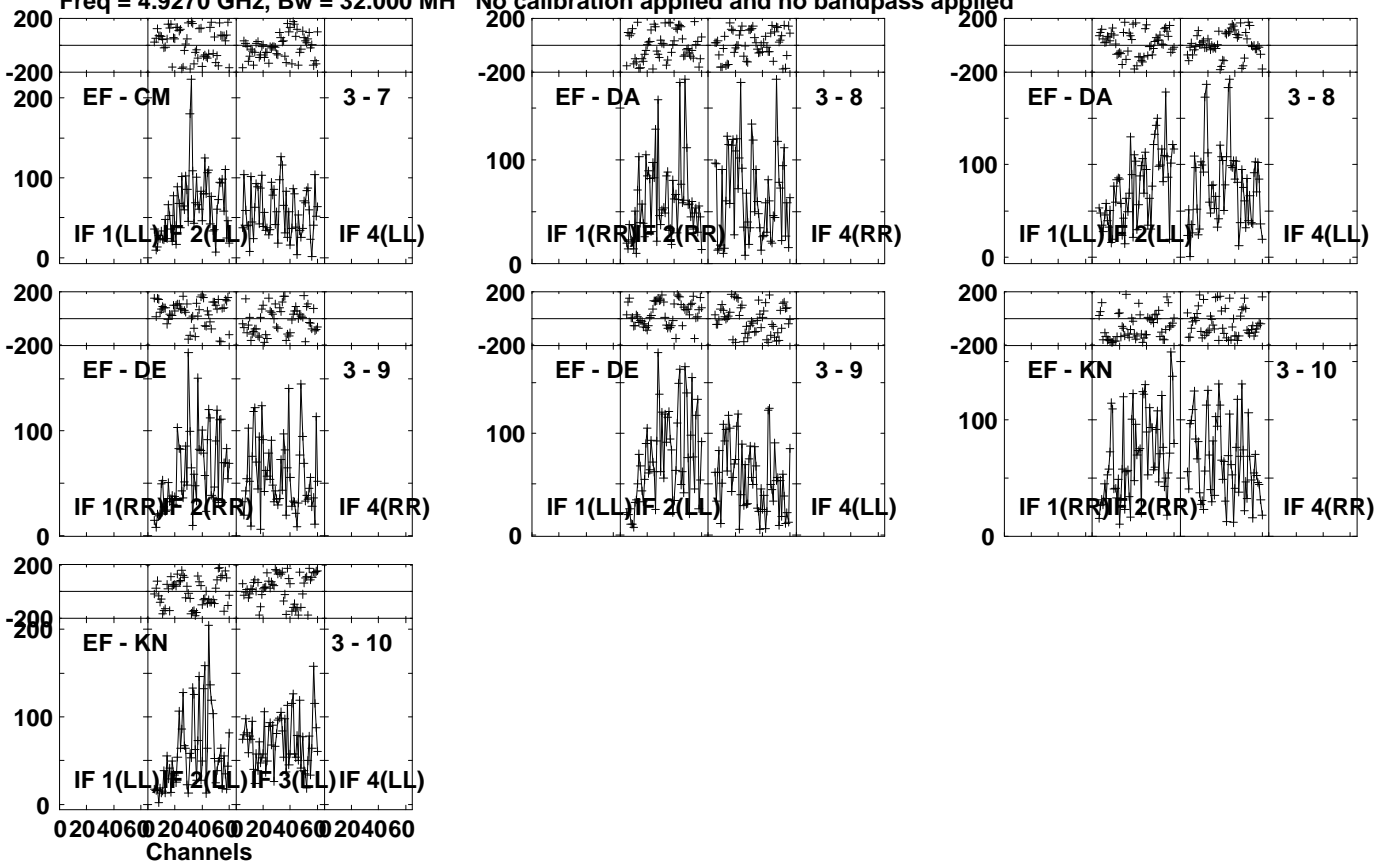 Freq = 4.9270 GHz, Bw = 32.000 MH No calibration applied and no bandpass applied
200
-200
200
EF - CM 3 - 7
100
IF 1(LL) IF 2(LL) IF 4(LL)
0
200
-200
EF - DA 3 - 8
100
IF 1(RR) IF 2(RR) IF 4(RR)
0
200
-200
EF - DA 3 - 8
100
IF 1(LL) IF 2(LL) IF 4(LL)
0
200
-200
EF - DE 3 - 9
100
IF 1(RR) IF 2(RR) IF 4(RR)
0
200
-200
EF - DE 3 - 9
100
IF 1(LL) IF 2(LL) IF 4(LL)
0
200
-200
EF - KN 3 - 10
100
IF 1(RR) IF 2(RR) IF 4(RR)
0
200
-200
200
EF - KN 3 - 10
100
IF 1(LL) IF 2(LL) IF 3(LL) IF 4(LL)
0
0 20 40 60 0 20 40 60 0 20 40 60 0 20 40 60
Channels